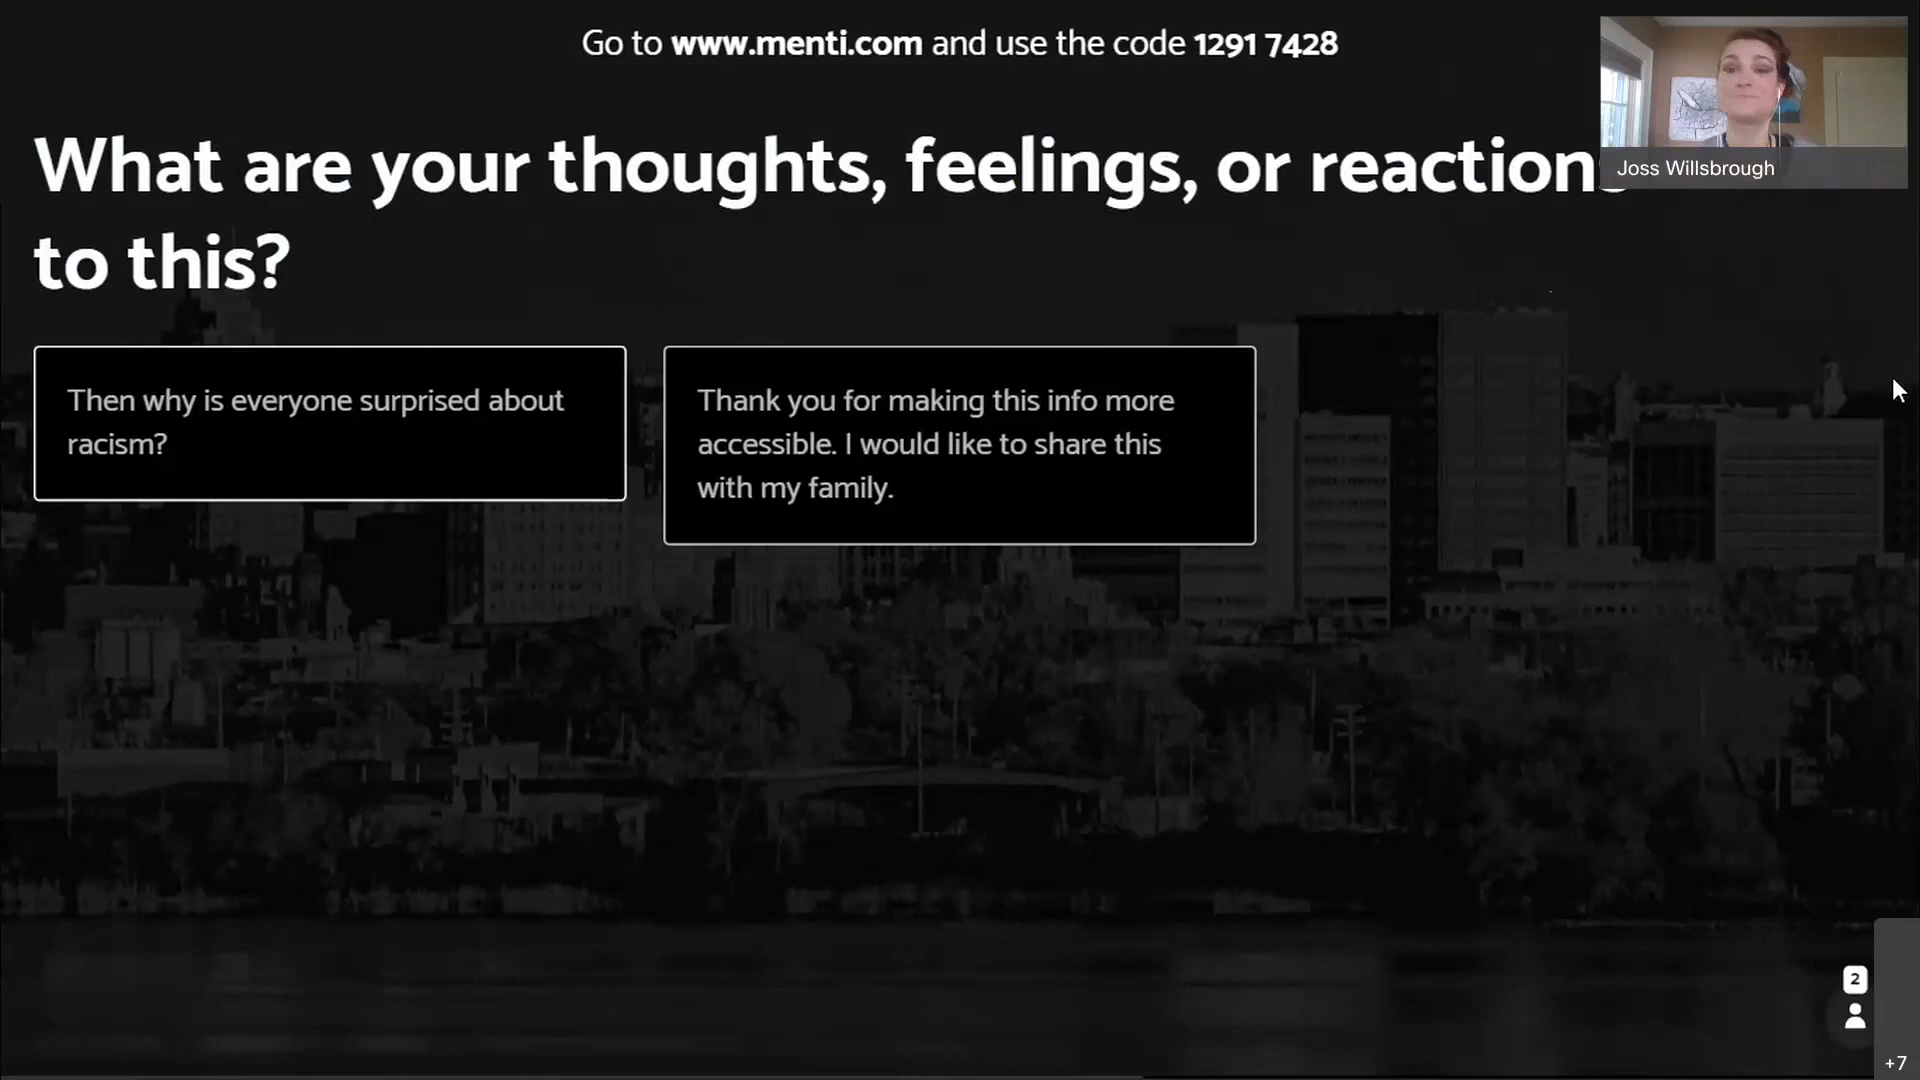 Go to www.menti.com and use the code 1291 7428
Joss Willsbrough
What are your thoughts, feelings, or reactions
to this?
Then why is everyone surprised about
racism?
Thank you for making this info more
accessible. I would like to share this
with my family.
2
+7